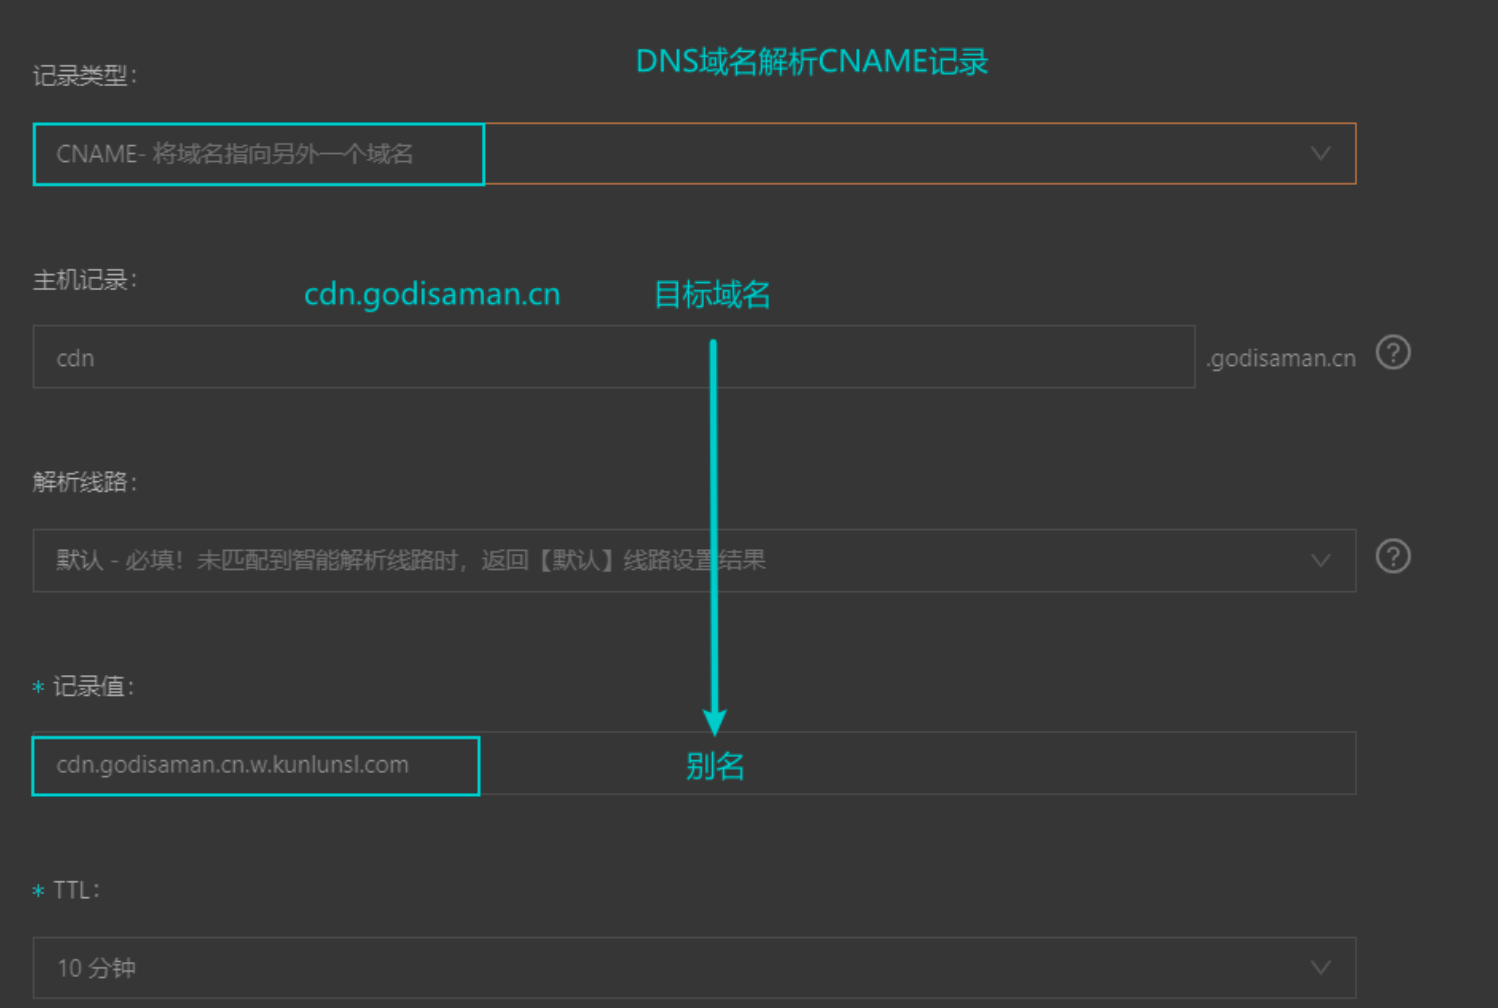 DNS域名解析CNAME记录
记录类型：
CNAME- 将域名指向另外一个域名
主机记录：
cdn.godisaman.cn 目标域名
cdn .godisaman.cn
解析线路：
默认 - 必填！未匹配到智能解析线路时，返回【默认】线路设置结果
* 记录值：
cdn.godisaman.cn.w.kunlunsl.com 别名
* TTL：
10 分钟